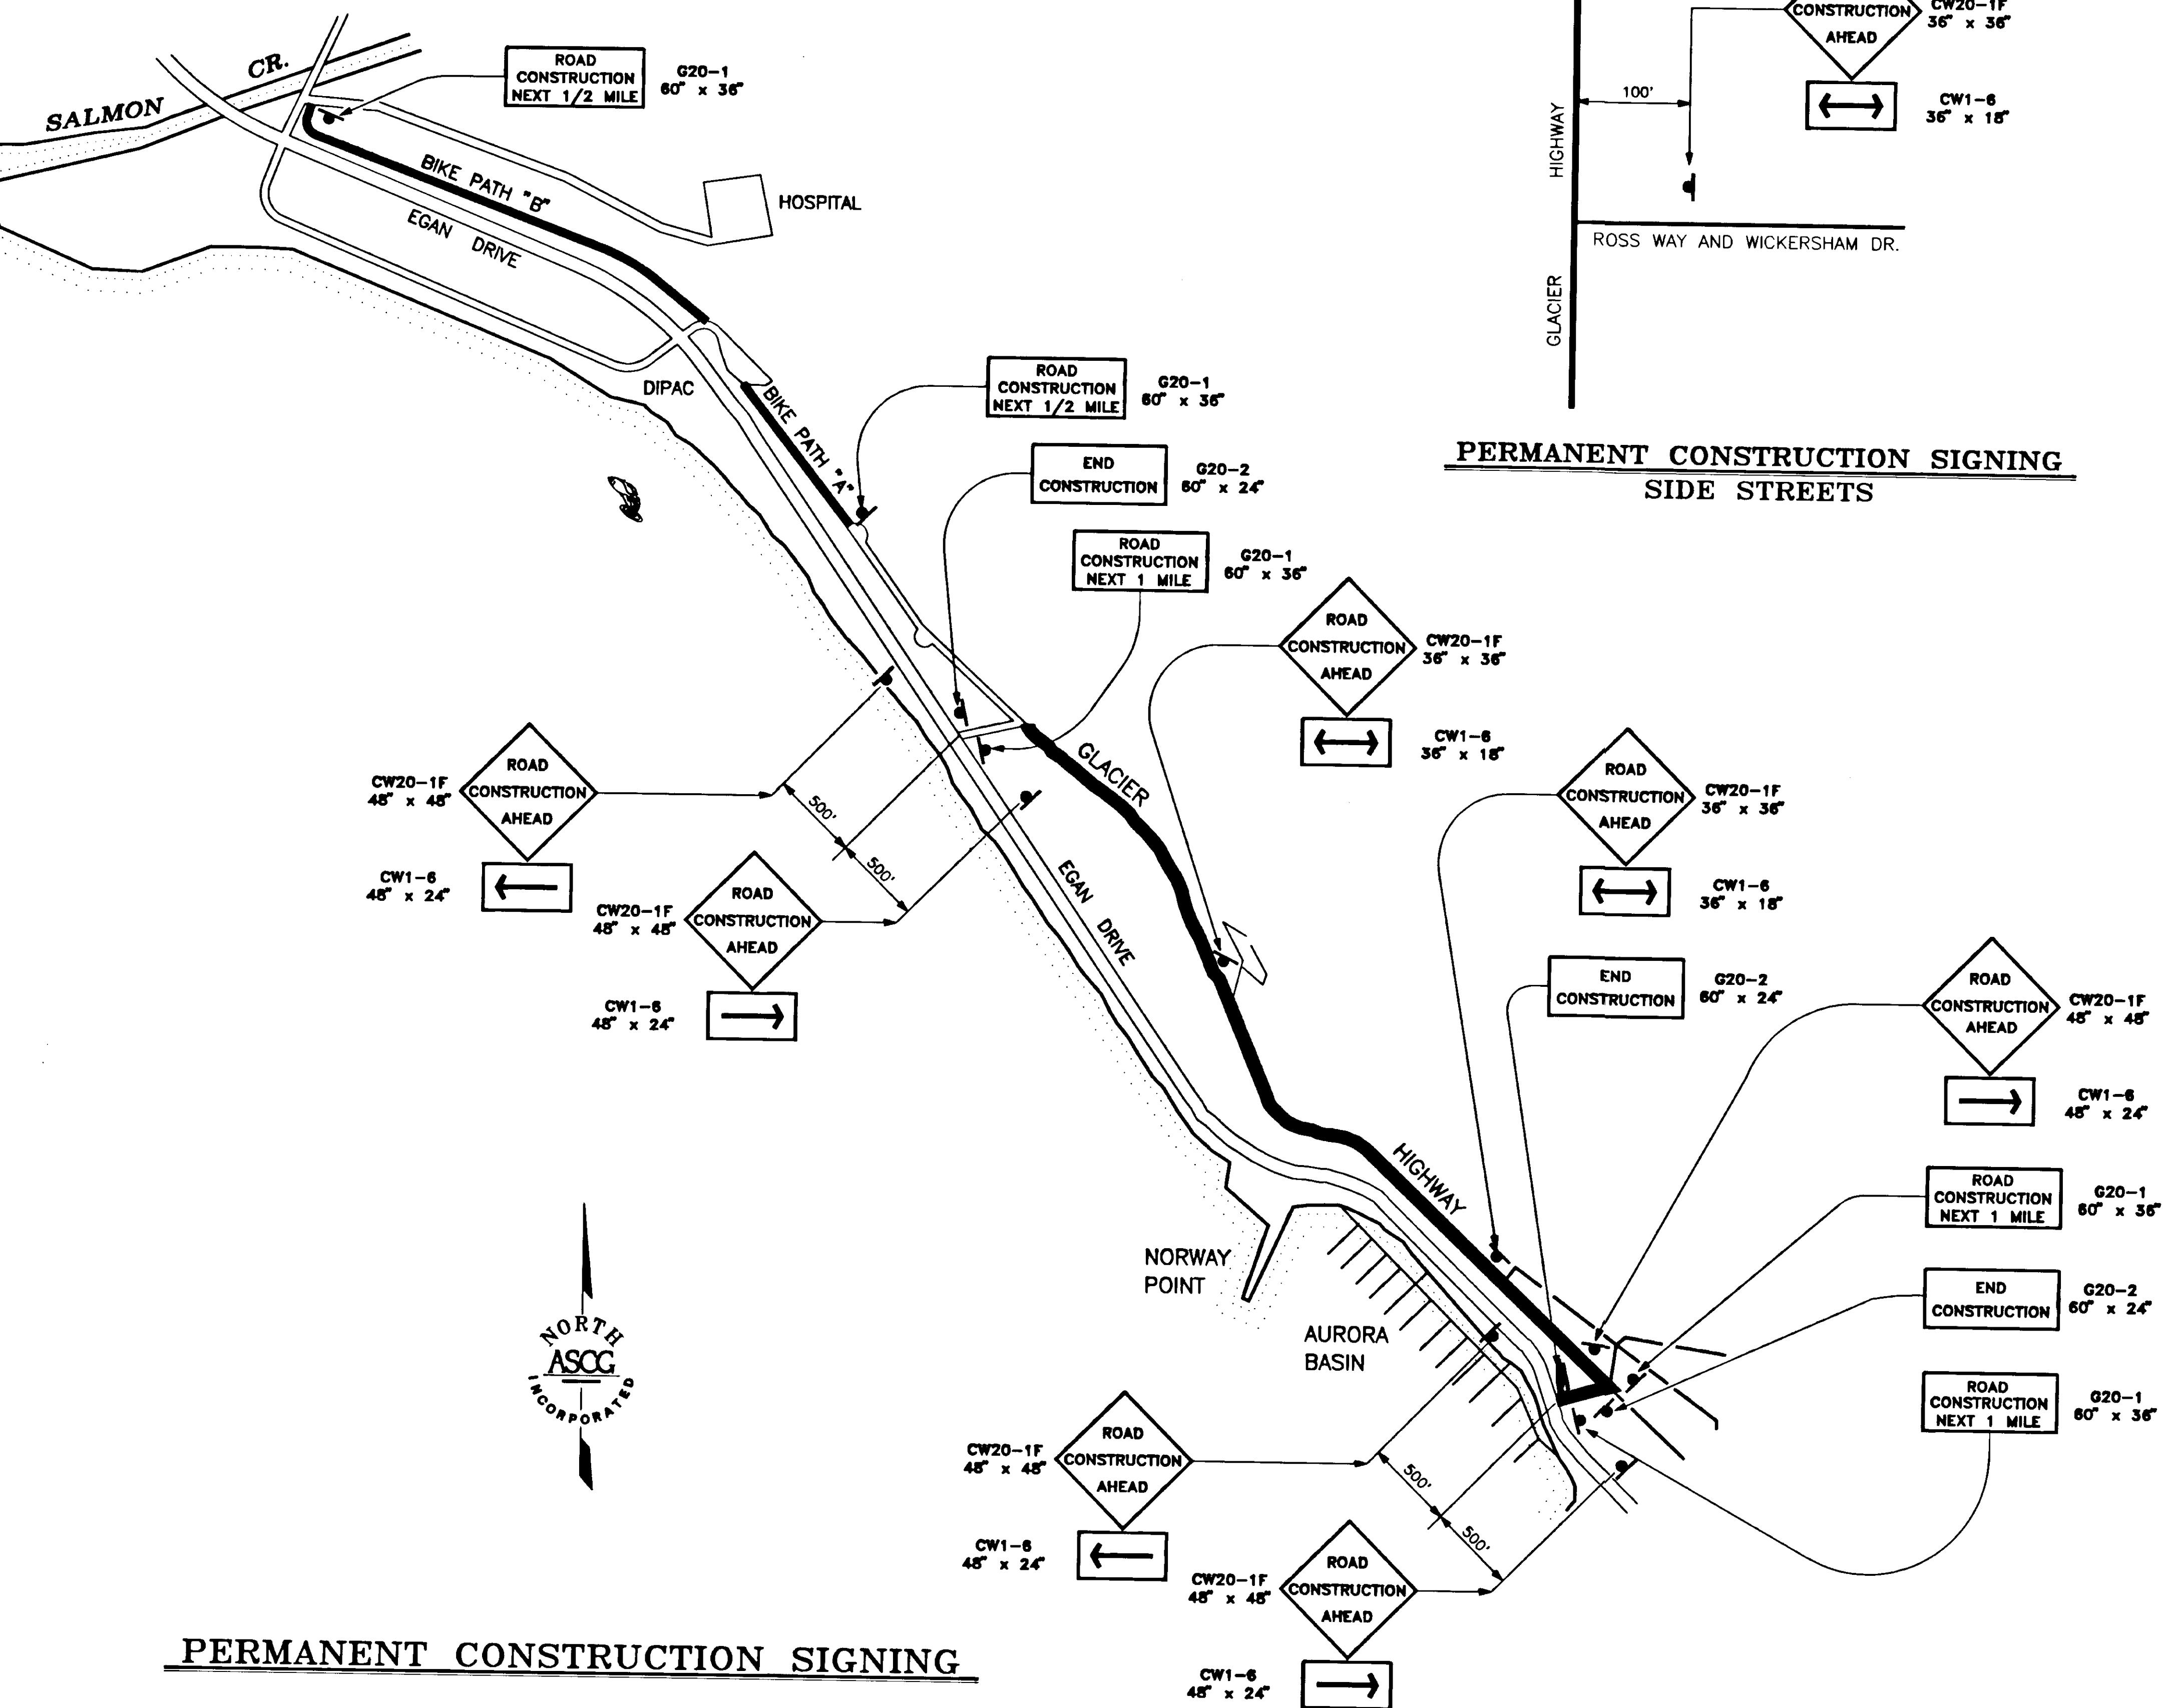 SALMON CR.
ROAD
CONSTRUCTION
NEXT 1/2 MILE
G20-1
60" x 36"
BIKE PATH "B"
EGAN DRIVE
HOSPITAL
DIPAC
BIKE PATH "A"
ROAD
CONSTRUCTION
NEXT 1/2 MILE
G20-1
60" x 36"
END
CONSTRUCTION
G20-2
60" x 24"
ROAD
CONSTRUCTION
NEXT 1 MILE
G20-1
60" x 36"
CONSTRUCTION
AHEAD
CW20-1F
36" x 36"
CW1-6
36" x 18"
100'
GLACIER HIGHWAY
ROSS WAY AND WICKERSHAM DR.
PERMANENT CONSTRUCTION SIGNING
SIDE STREETS
ROAD
CONSTRUCTION
AHEAD
CW20-1F
36" x 36"
CW1-6
36" x 18"
ROAD
CONSTRUCTION
AHEAD
CW20-1F
36" x 36"
CW1-6
36" x 18"
CW20-1F
48" x 48"
ROAD
CONSTRUCTION
AHEAD
CW1-6
48" x 24"
500'
500'
CW20-1F
48" x 48"
ROAD
CONSTRUCTION
AHEAD
CW1-6
48" x 24"
GLACIER HIGHWAY
EGAN DRIVE
END
CONSTRUCTION
G20-2
60" x 24"
ROAD
CONSTRUCTION
AHEAD
CW20-1F
48" x 48"
CW1-6
48" x 24"
ROAD
CONSTRUCTION
NEXT 1 MILE
G20-1
60" x 36"
END
CONSTRUCTION
G20-2
60" x 24"
ROAD
CONSTRUCTION
NEXT 1 MILE
G20-1
60" x 36"
NORWAY
POINT
AURORA
BASIN
NORTH
ASCG
INCORPORATED
CW20-1F
48" x 48"
ROAD
CONSTRUCTION
AHEAD
CW1-6
48" x 24"
500'
500'
CW20-1F
48" x 48"
ROAD
CONSTRUCTION
AHEAD
CW1-6
48" x 24"
PERMANENT CONSTRUCTION SIGNING